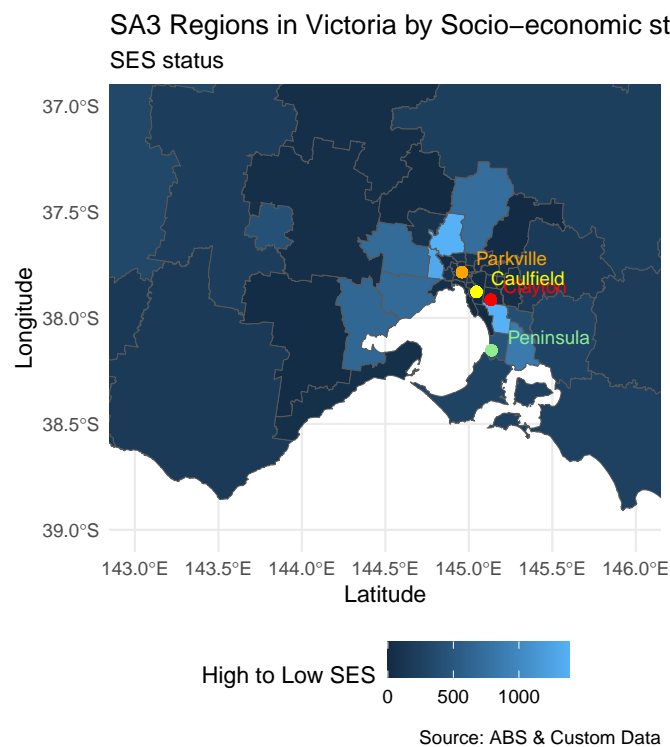 SA3 Regions in Victoria by Socio−economic st
SES status
37.0°S
37.5°S
38.0°S
38.5°S
39.0°S
Longitude
Parkville
Caulfield
Clayton
Peninsula
143.0°E 143.5°E 144.0°E 144.5°E 145.0°E 145.5°E 146.0°E
Latitude
High to Low SES
0 500 1000
Source: ABS & Custom Data